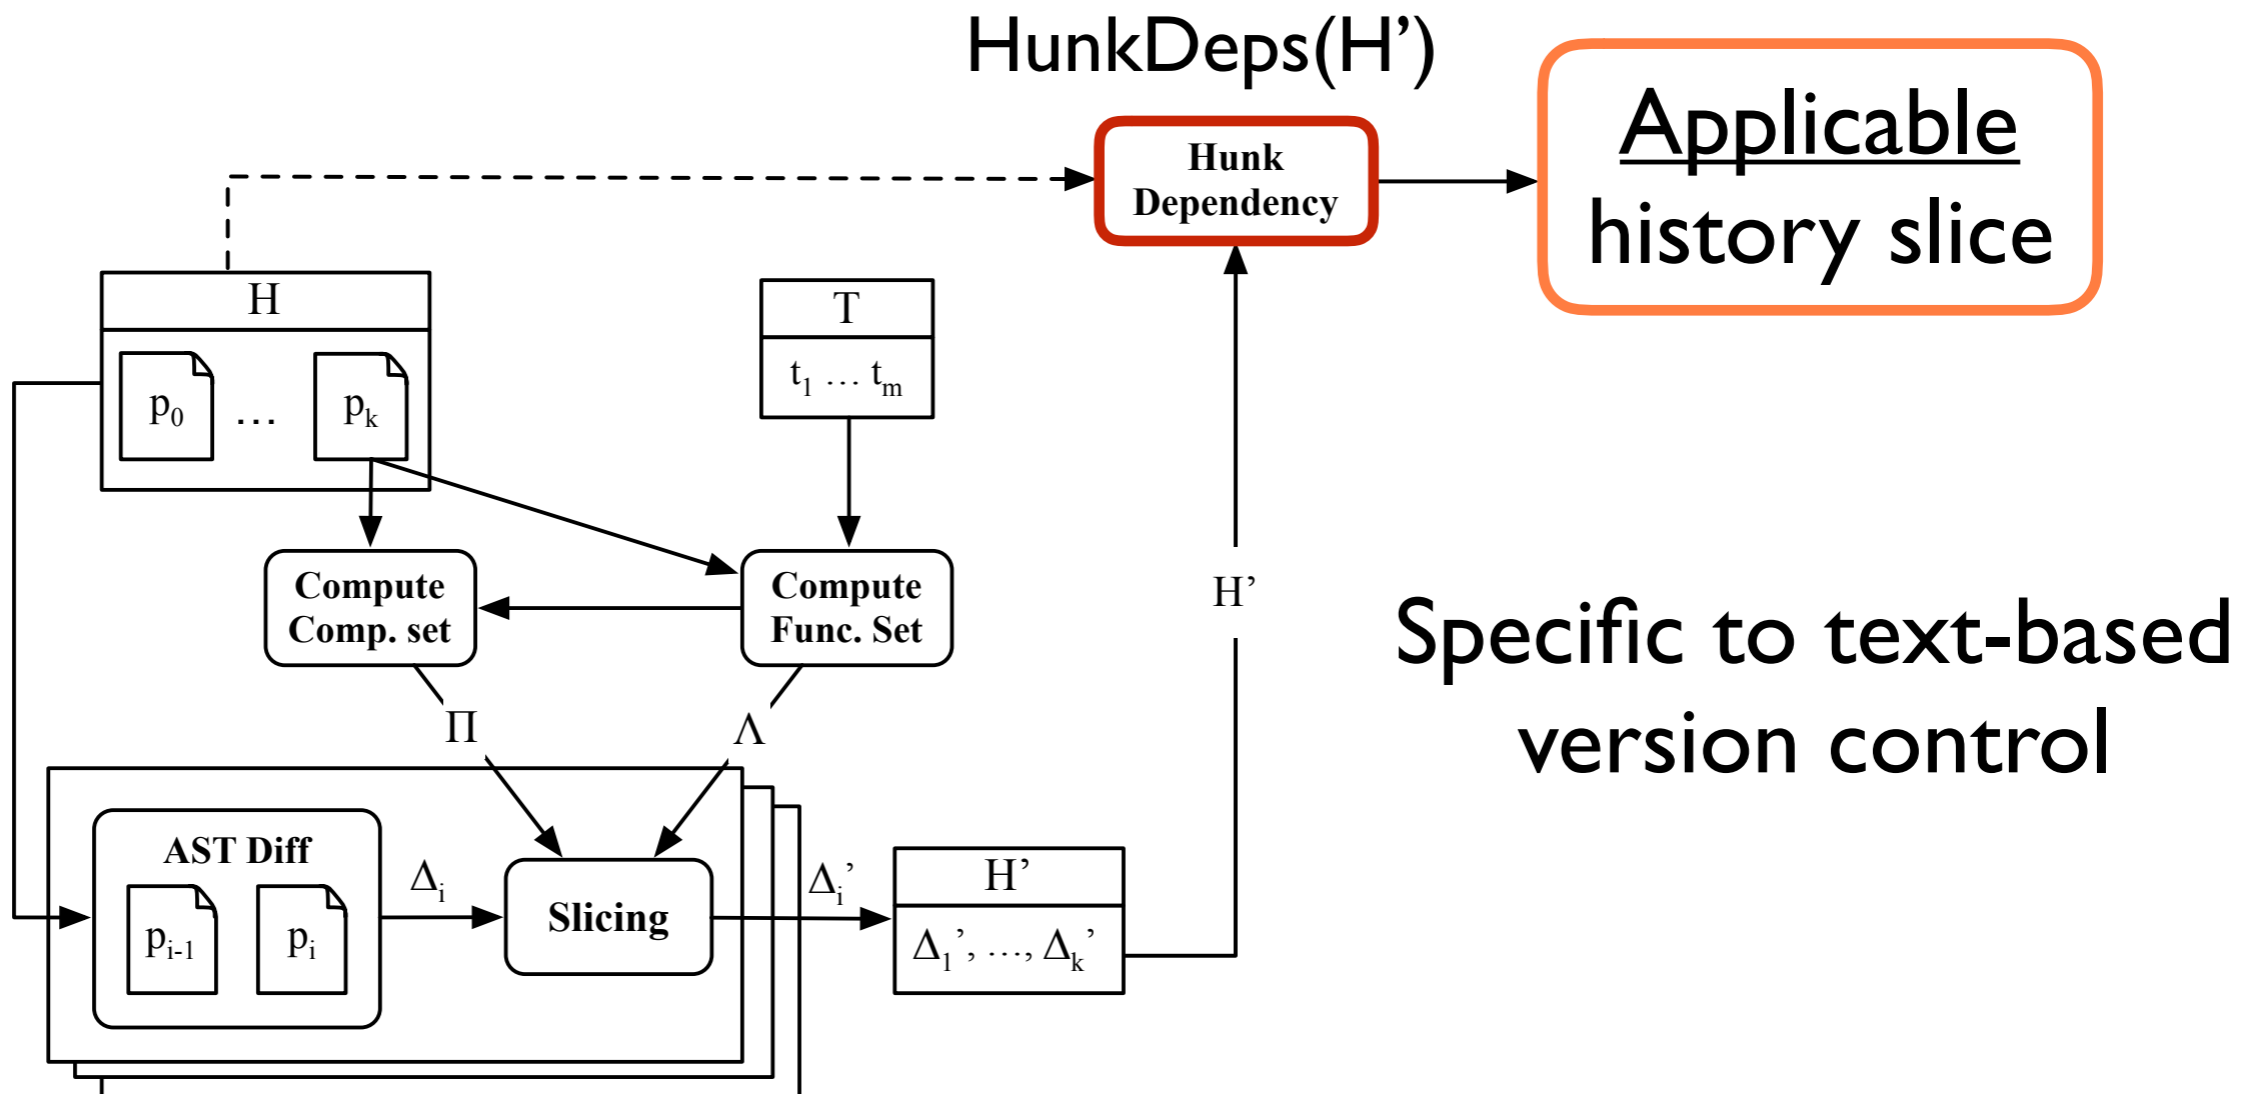 HunkDeps(H’)
Hunk
Dependency
Applicable
history slice
H
p₀ … pₖ
T
t₁ … tₘ
Compute
Comp. set
Compute
Func. Set
H’
Specific to text-based
version control
Π
Λ
AST Diff
pᵢ₋₁ pᵢ
Δᵢ
Slicing
Δᵢ’
H’
Δ₁’, …, Δₖ’